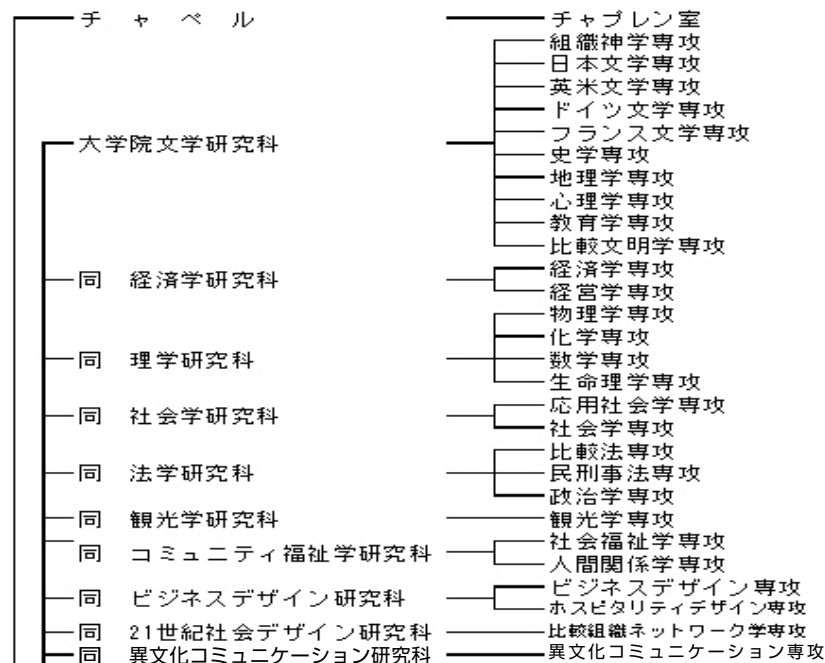 チャペル チャプレン室
組織神学専攻
日本文学専攻
英米文学専攻
ドイツ文学専攻
フランス文学専攻
大学院文学研究科
史学専攻
地理学専攻
心理学専攻
教育学専攻
比較文明学専攻
同 経済学研究科
経済学専攻
経営学専攻
同 理学研究科
物理学専攻
化学専攻
数学専攻
生命理学専攻
同 社会学研究科
応用社会学専攻
社会学専攻
同 法学研究科
比較法専攻
民刑事法専攻
政治学専攻
同 観光学研究科 観光学専攻
同 コミュニティ福祉学研究科
社会福祉学専攻
人間関係学専攻
同 ビジネスデザイン研究科
ビジネスデザイン専攻
ホスピタリティデザイン専攻
同 21世紀社会デザイン研究科 比較組織ネットワーク学専攻
同 異文化コミュニケーション研究科 異文化コミュニケーション専攻